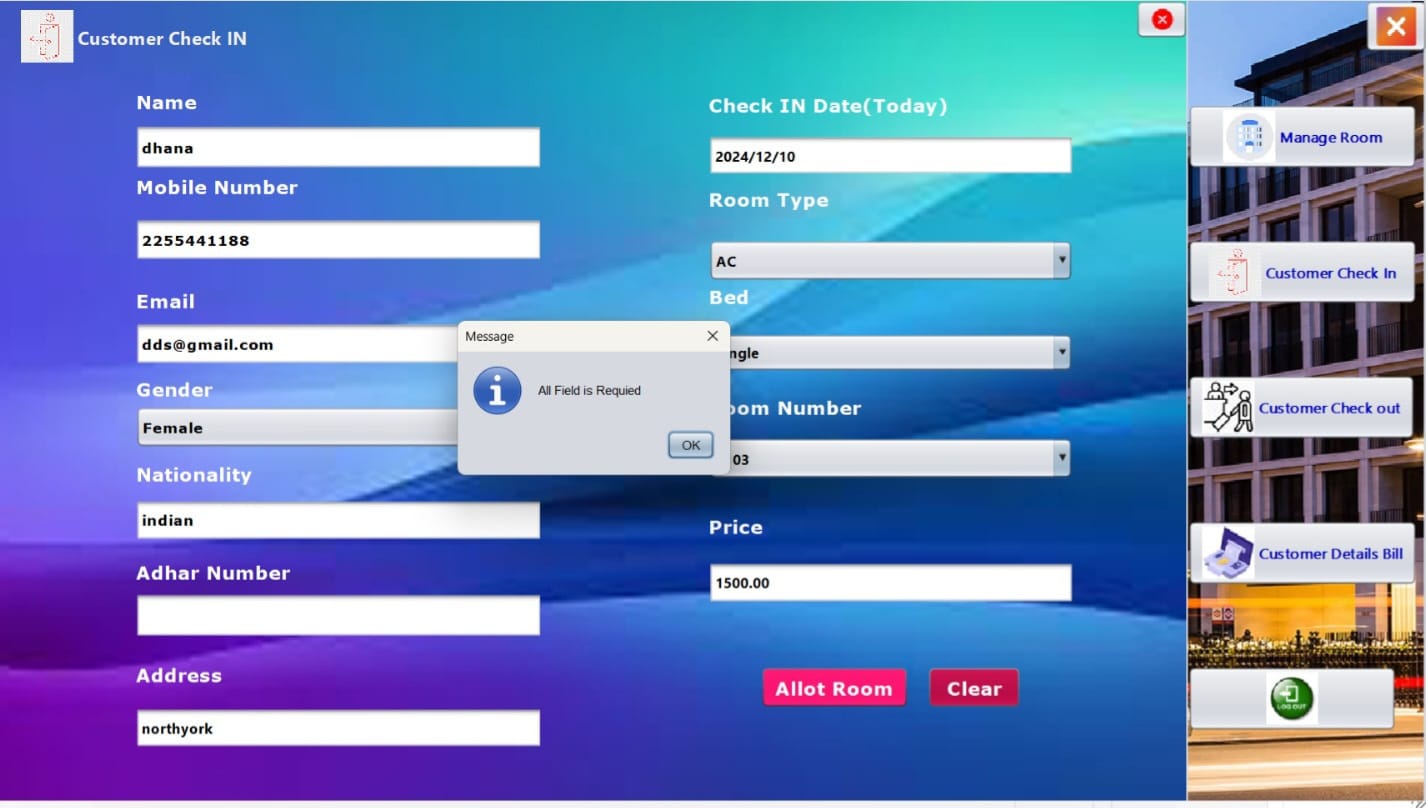 Customer Check IN
Name
dhana
Mobile Number
2255441188
Email
dds@gmail.com
Gender
Female
Nationality
indian
Adhar Number
Address
northyork
Check IN Date(Today)
2024/12/10
Room Type
AC
Bed
ngle
oom Number
03
Price
1500.00
Allot Room
Clear
Message
All Field is Requied
OK
Manage Room
Customer Check In
Customer Check out
Customer Details Bill
LOG OUT